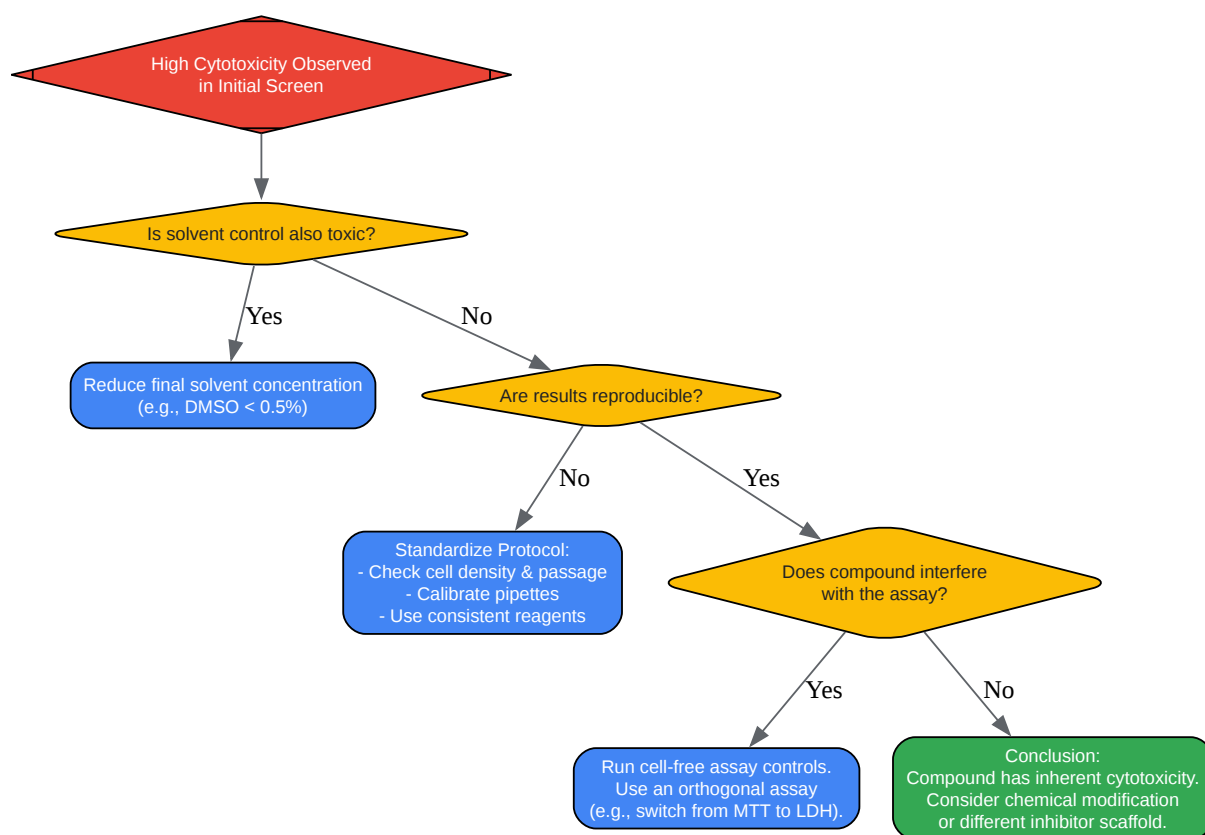 High Cytotoxicity Observed
in Initial Screen
Is solvent control also toxic?
Yes
No
Reduce final solvent concentration
(e.g., DMSO < 0.5%)
Are results reproducible?
No
Yes
Standardize Protocol:
- Check cell density & passage
- Calibrate pipettes
- Use consistent reagents
Does compound interfere
with the assay?
Yes
No
Run cell-free assay controls.
Use an orthogonal assay
(e.g., switch from MTT to LDH).
Conclusion:
Compound has inherent cytotoxicity.
Consider chemical modification
or different inhibitor scaffold.